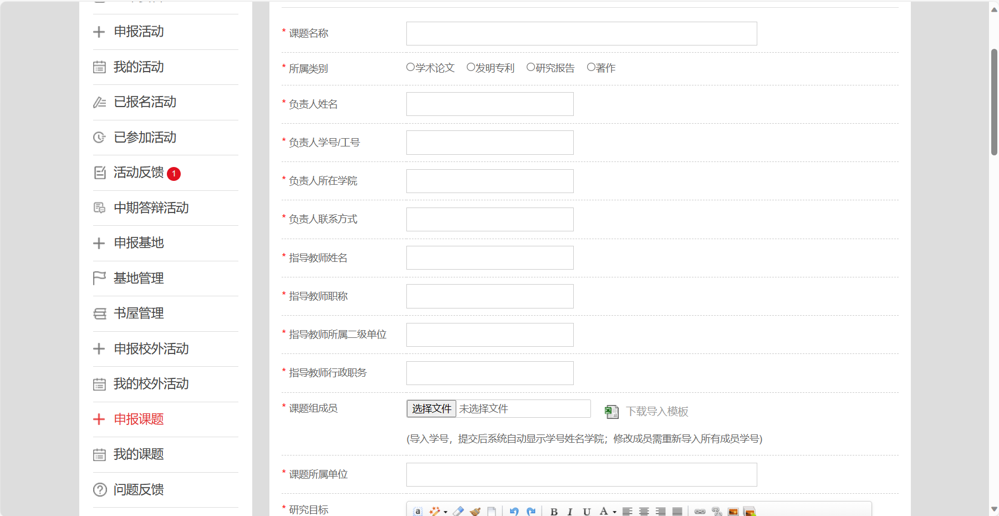 申报活动
我的活动
已报名活动
已参加活动
活动反馈 1
中期答辩活动
申报基地
基地管理
书屋管理
申报校外活动
我的校外活动
申报课题
我的课题
问题反馈
* 课题名称
* 所属类别 学术论文 发明专利 研究报告 著作
* 负责人姓名
* 负责人学号/工号
* 负责人所在学院
* 负责人联系方式
* 指导教师姓名
* 指导教师职称
* 指导教师所属二级单位
* 指导教师行政职务
* 课题组成员 选择文件 未选择文件 下载导入模板
(导入学号，提交后系统自动显示学号姓名学院；修改成员需重新导入所有成员学号)
* 课题所属单位
* 研究目标 a B I U A